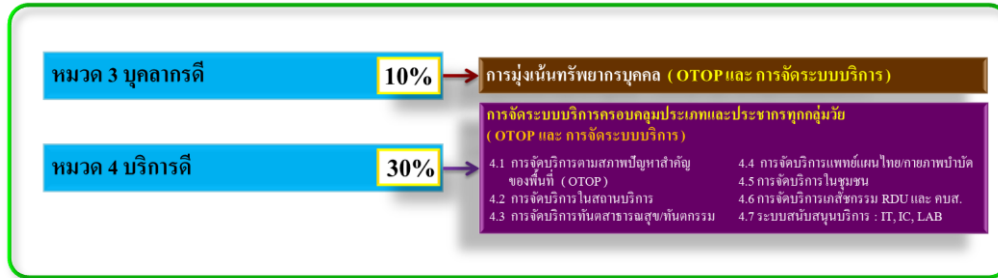 หมวด 3 บุคลากรดี
10%
การมุ่งเน้นทรัพยากรบุคคล ( OTOP และ การจัดระบบบริการ )
หมวด 4 บริการดี
30%
การจัดระบบบริการครอบคลุมประเภทและประชากรทุกกลุ่มวัย
( OTOP และ การจัดระบบบริการ)
4.1 การจัดบริการตามสภาพปัญหาสำคัญ
ของพื้นที่ ( OTOP )
4.2 การจัดบริการในสถานบริการ
4.3 การจัดบริการทันตสาธารณสุข/ทันตกรรม
4.4 การจัดบริการแพทย์แผนไทย/กายภาพบำบัด
4.5 การจัดบริการในชุมชน
4.6 การจัดบริการเภสัชกรรม RDU และ คบส.
4.7 ระบบสนับสนุนบริการ : IT, IC, LAB